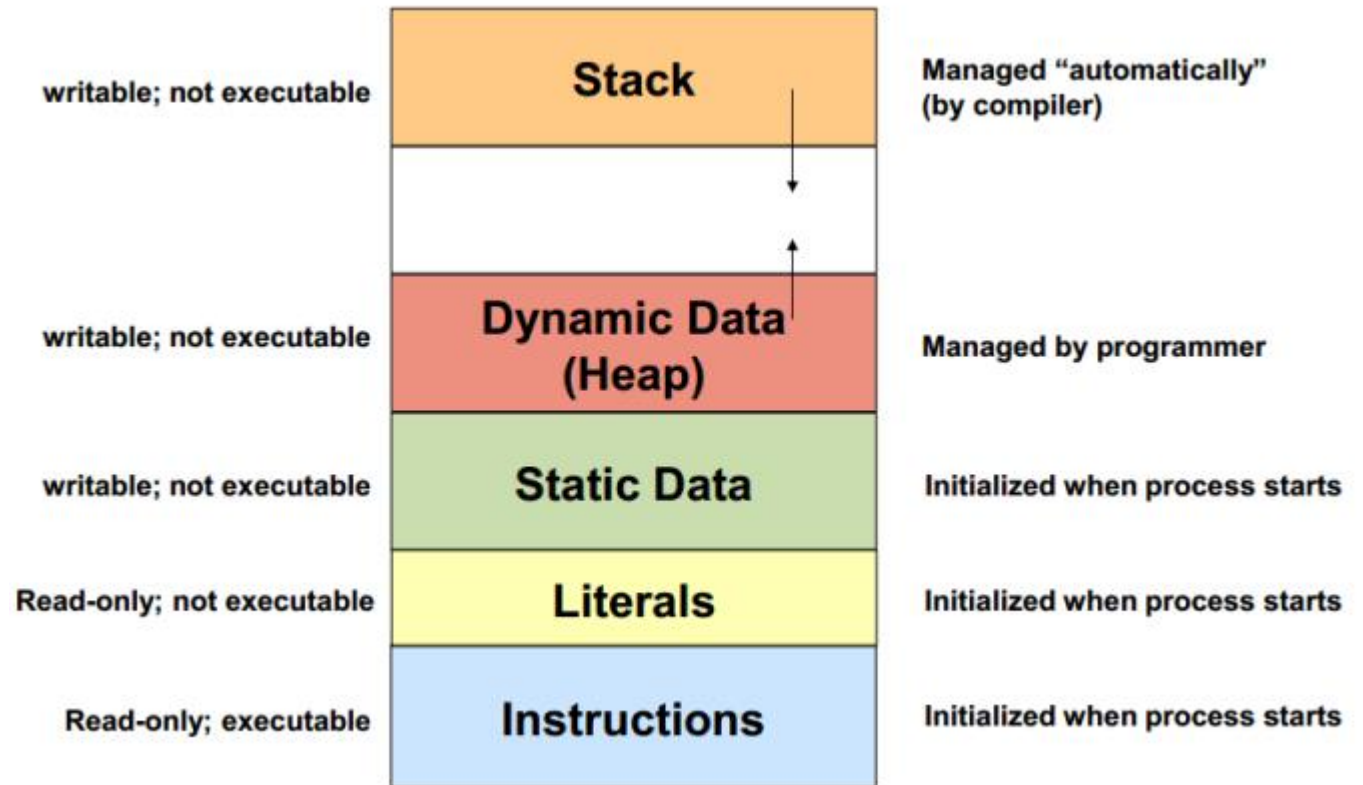 writable; not executable
Stack
Managed “automatically”
(by compiler)
writable; not executable
Dynamic Data
(Heap)
Managed by programmer
writable; not executable
Static Data
Initialized when process starts
Read-only; not executable
Literals
Initialized when process starts
Read-only; executable
Instructions
Initialized when process starts